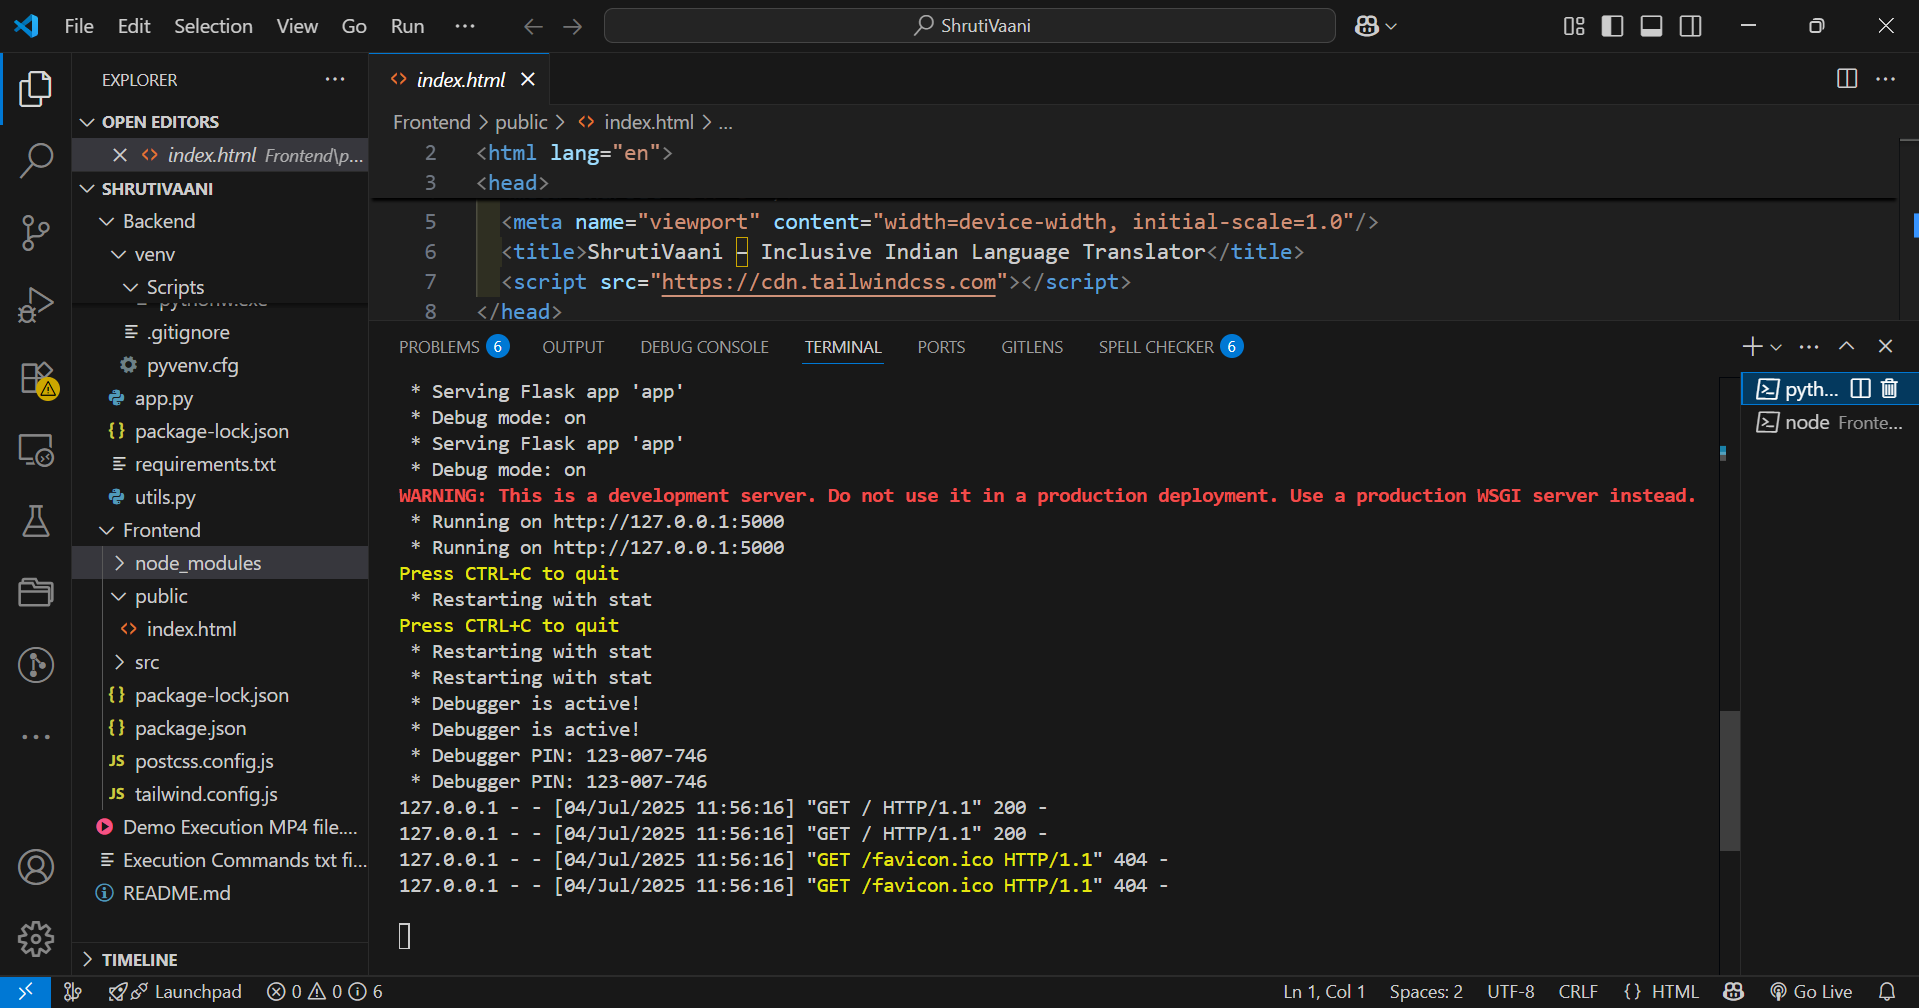 File Edit Selection View Go Run ··· ← → ShrutiVaani
EXPLORER ···
OPEN EDITORS
index.html Frontend\p...
SHRUTIVAANI
Backend
venv
Scripts
pythonw.exe
.gitignore
pyvenv.cfg
app.py
{} package-lock.json
requirements.txt
utils.py
Frontend
node_modules
public
<> index.html
src
{} package-lock.json
{} package.json
JS postcss.config.js
JS tailwind.config.js
Demo Execution MP4 file....
Execution Commands txt fi...
README.md
TIMELINE
<> index.html
Frontend > public > <> index.html > ...
2 <html lang="en">
3 <head>
5 <meta name="viewport" content="width=device-width, initial-scale=1.0"/>
6 <title>ShrutiVaani – Inclusive Indian Language Translator</title>
7 <script src="https://cdn.tailwindcss.com"></script>
8 </head>
PROBLEMS 6 OUTPUT DEBUG CONSOLE TERMINAL PORTS GITLENS SPELL CHECKER 6
* Serving Flask app 'app'
* Debug mode: on
* Serving Flask app 'app'
* Debug mode: on
WARNING: This is a development server. Do not use it in a production deployment. Use a production WSGI server instead.
* Running on http://127.0.0.1:5000
* Running on http://127.0.0.1:5000
Press CTRL+C to quit
* Restarting with stat
Press CTRL+C to quit
* Restarting with stat
* Restarting with stat
* Debugger is active!
* Debugger is active!
* Debugger PIN: 123-007-746
* Debugger PIN: 123-007-746
127.0.0.1 - - [04/Jul/2025 11:56:16] "GET / HTTP/1.1" 200 -
127.0.0.1 - - [04/Jul/2025 11:56:16] "GET / HTTP/1.1" 200 -
127.0.0.1 - - [04/Jul/2025 11:56:16] "GET /favicon.ico HTTP/1.1" 404 -
127.0.0.1 - - [04/Jul/2025 11:56:16] "GET /favicon.ico HTTP/1.1" 404 -
pyth...
node Fronte...
Launchpad 0 0 6 Ln 1, Col 1 Spaces: 2 UTF-8 CRLF {} HTML Go Live